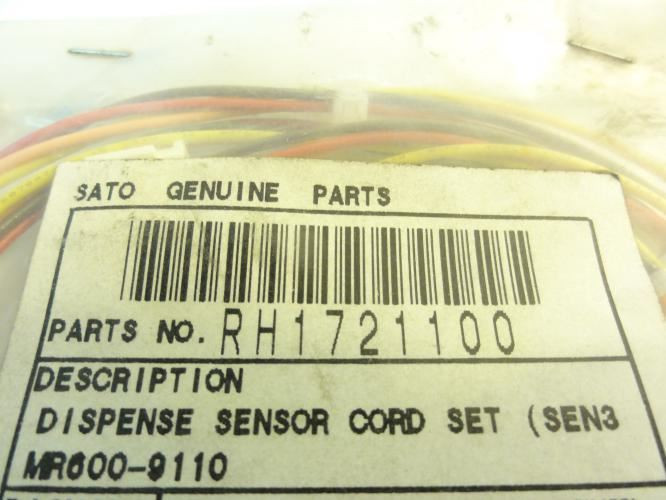 SATO GENUINE PARTS
PARTS NO. RH1721100
DESCRIPTION
DISPENSE SENSOR CORD SET (SEN3
MR600-9110